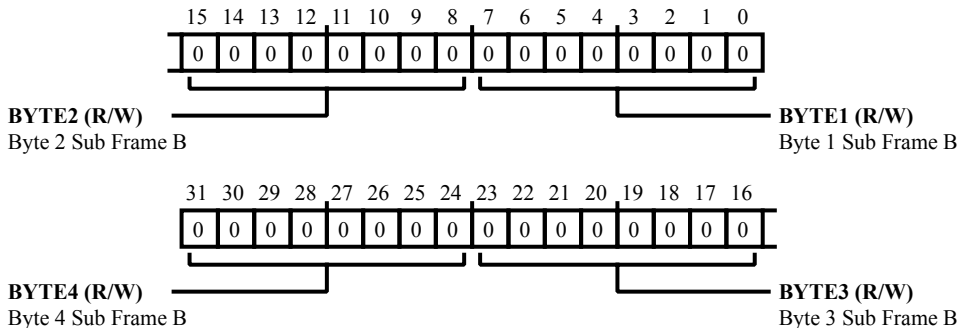 15 14 13 12 11 10 9 8 7 6 5 4 3 2 1 0
0 0 0 0 0 0 0 0 0 0 0 0 0 0 0 0
BYTE2 (R/W)
Byte 2 Sub Frame B
BYTE1 (R/W)
Byte 1 Sub Frame B
31 30 29 28 27 26 25 24 23 22 21 20 19 18 17 16
0 0 0 0 0 0 0 0 0 0 0 0 0 0 0 0
BYTE4 (R/W)
Byte 4 Sub Frame B
BYTE3 (R/W)
Byte 3 Sub Frame B